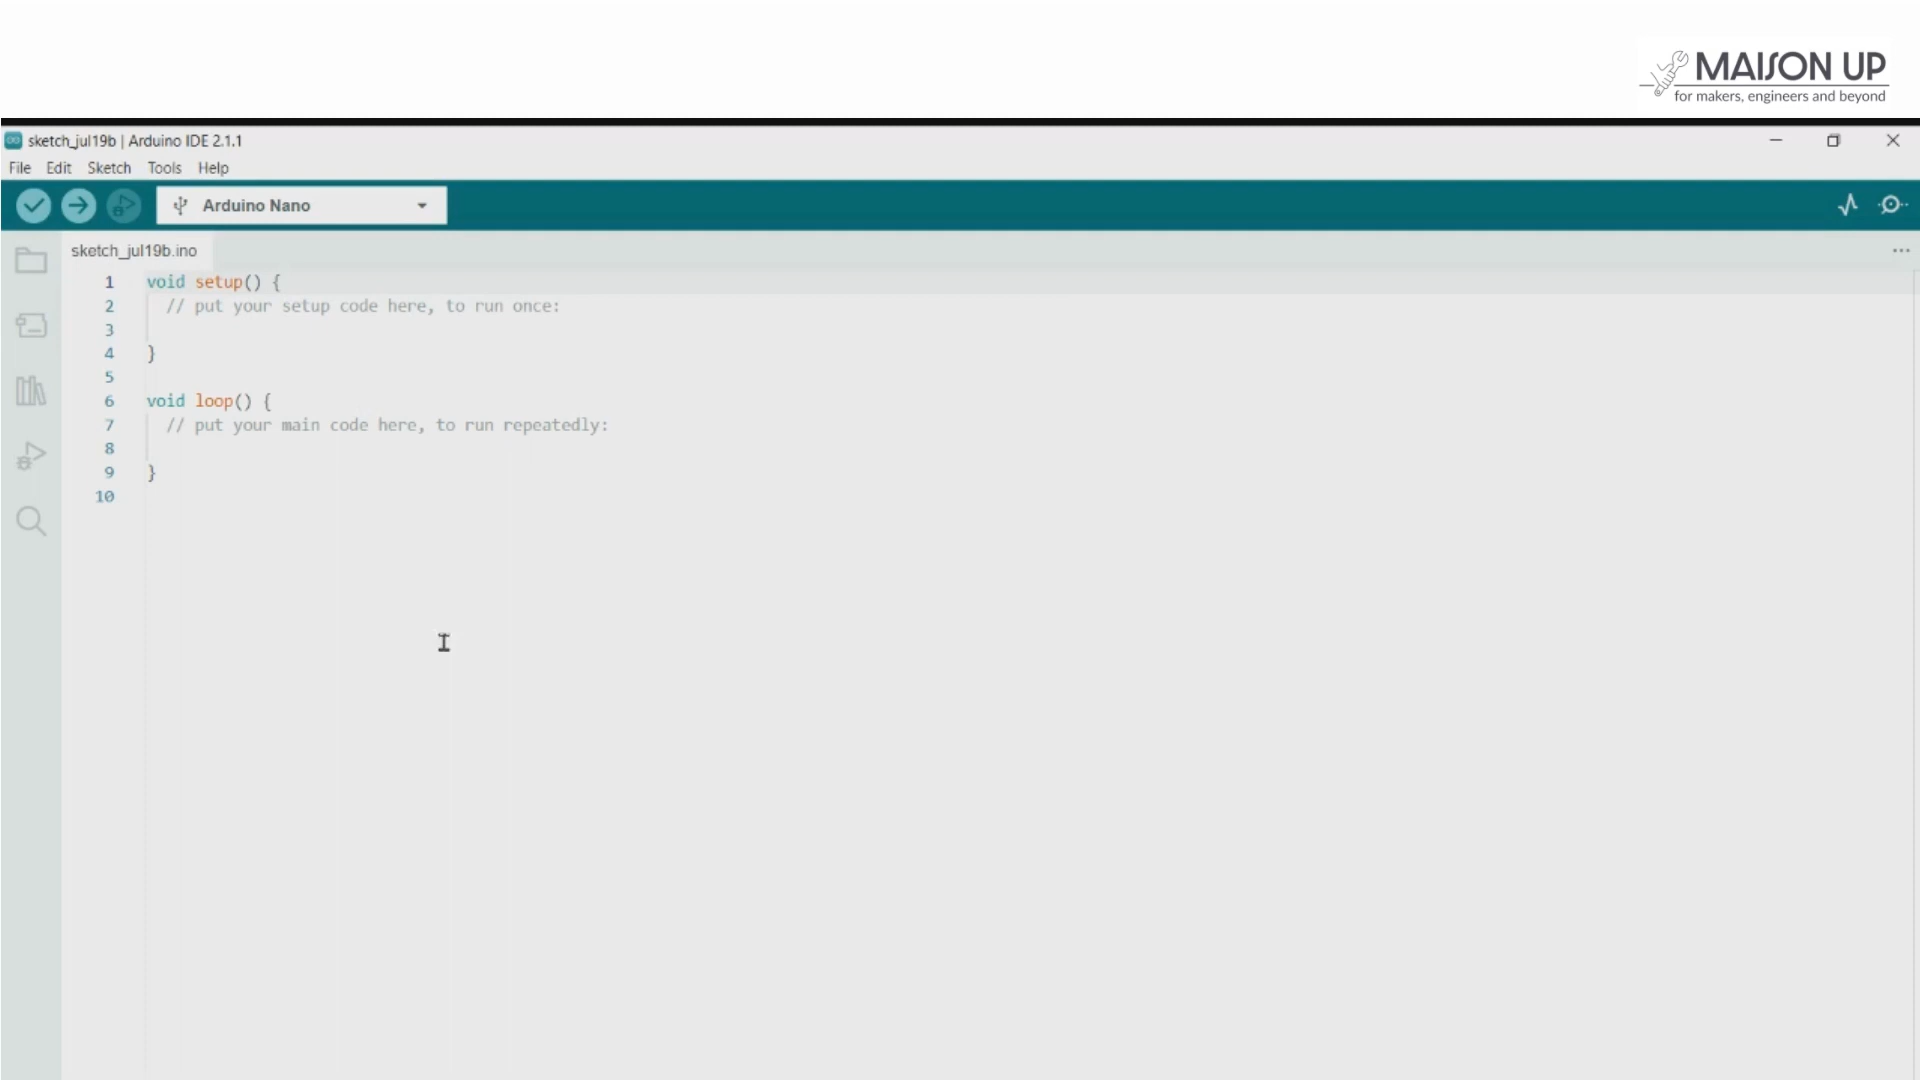 MAISON UP
for makers, engineers and beyond
sketch_jul19b | Arduino IDE 2.1.1
File Edit Sketch Tools Help
Arduino Nano
sketch_jul19b.ino
1 void setup() {
2 // put your setup code here, to run once:
3
4 }
5
6 void loop() {
7 // put your main code here, to run repeatedly:
8
9 }
10